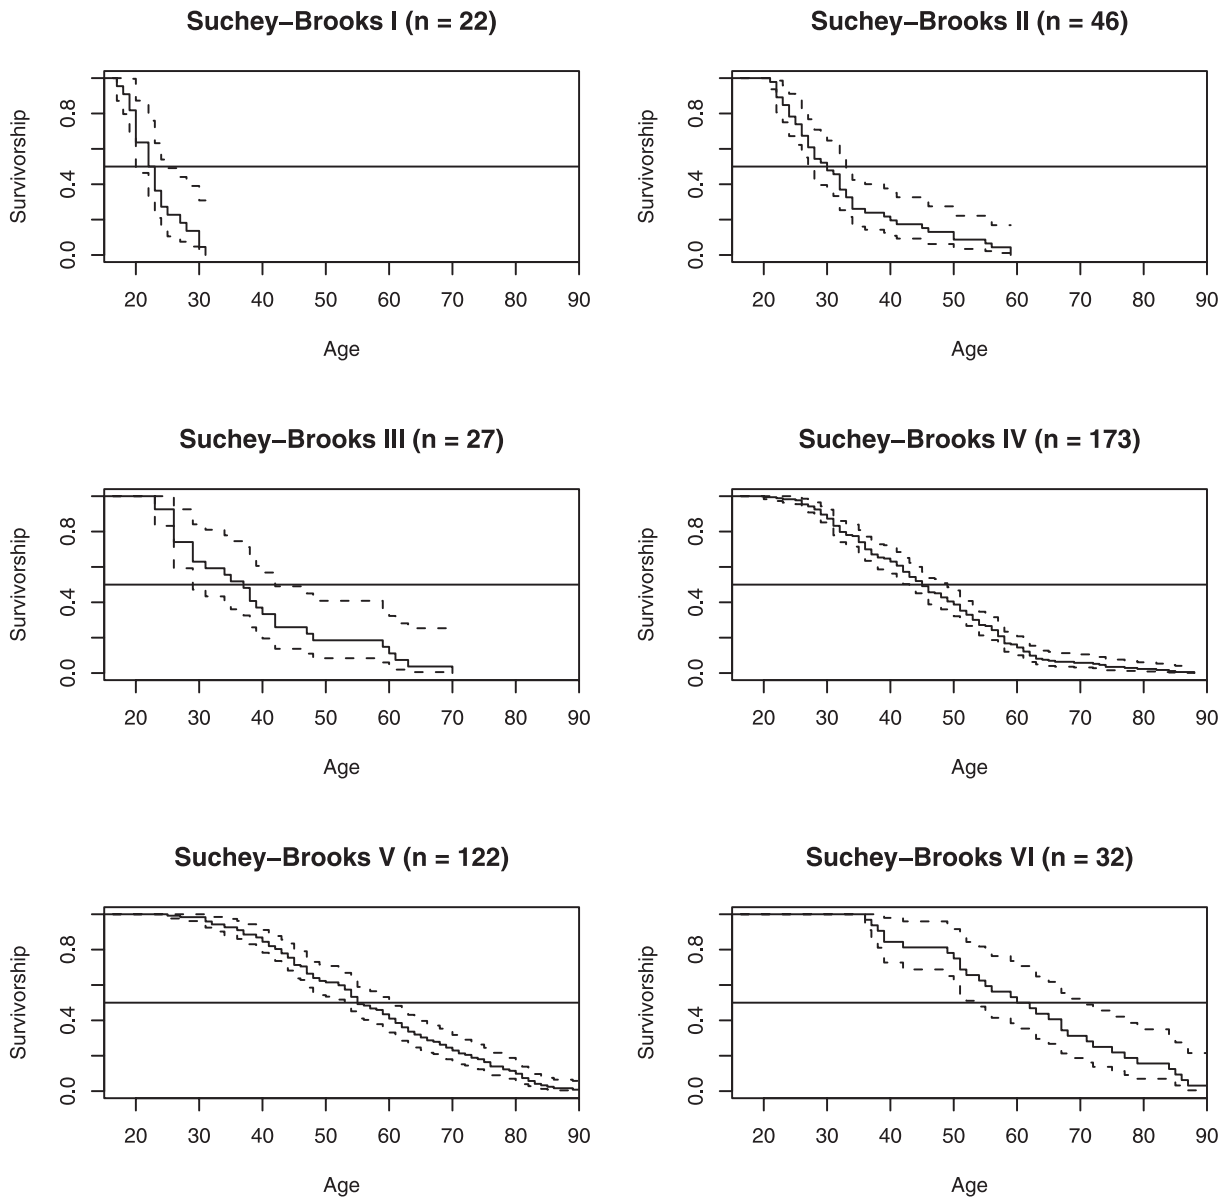 Suchey–Brooks I (n = 22)
Survivorship
0.0 0.4 0.8
20 30 40 50 60 70 80 90
Age
Suchey–Brooks II (n = 46)
Survivorship
0.0 0.4 0.8
20 30 40 50 60 70 80 90
Age
Suchey–Brooks III (n = 27)
Survivorship
0.0 0.4 0.8
20 30 40 50 60 70 80 90
Age
Suchey–Brooks IV (n = 173)
Survivorship
0.0 0.4 0.8
20 30 40 50 60 70 80 90
Age
Suchey–Brooks V (n = 122)
Survivorship
0.0 0.4 0.8
20 30 40 50 60 70 80 90
Age
Suchey–Brooks VI (n = 32)
Survivorship
0.0 0.4 0.8
20 30 40 50 60 70 80 90
Age